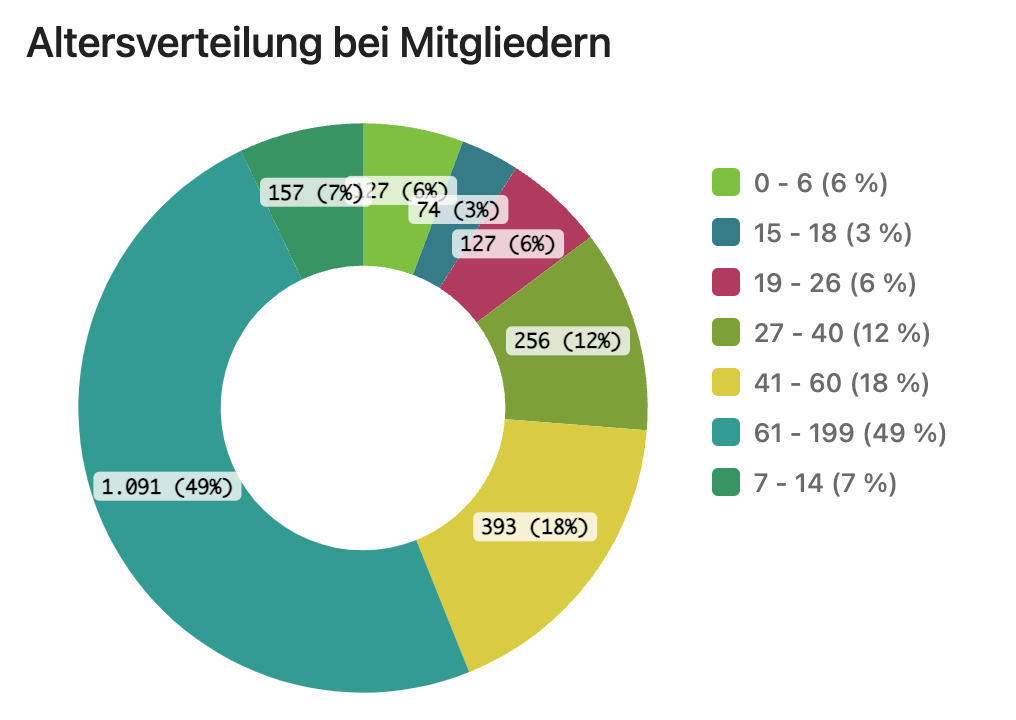 Altersverteilung bei Mitgliedern
157 (7%)
127 (6%)
74 (3%)
127 (6%)
256 (12%)
393 (18%)
1.091 (49%)
0 - 6 (6 %)
15 - 18 (3 %)
19 - 26 (6 %)
27 - 40 (12 %)
41 - 60 (18 %)
61 - 199 (49 %)
7 - 14 (7 %)